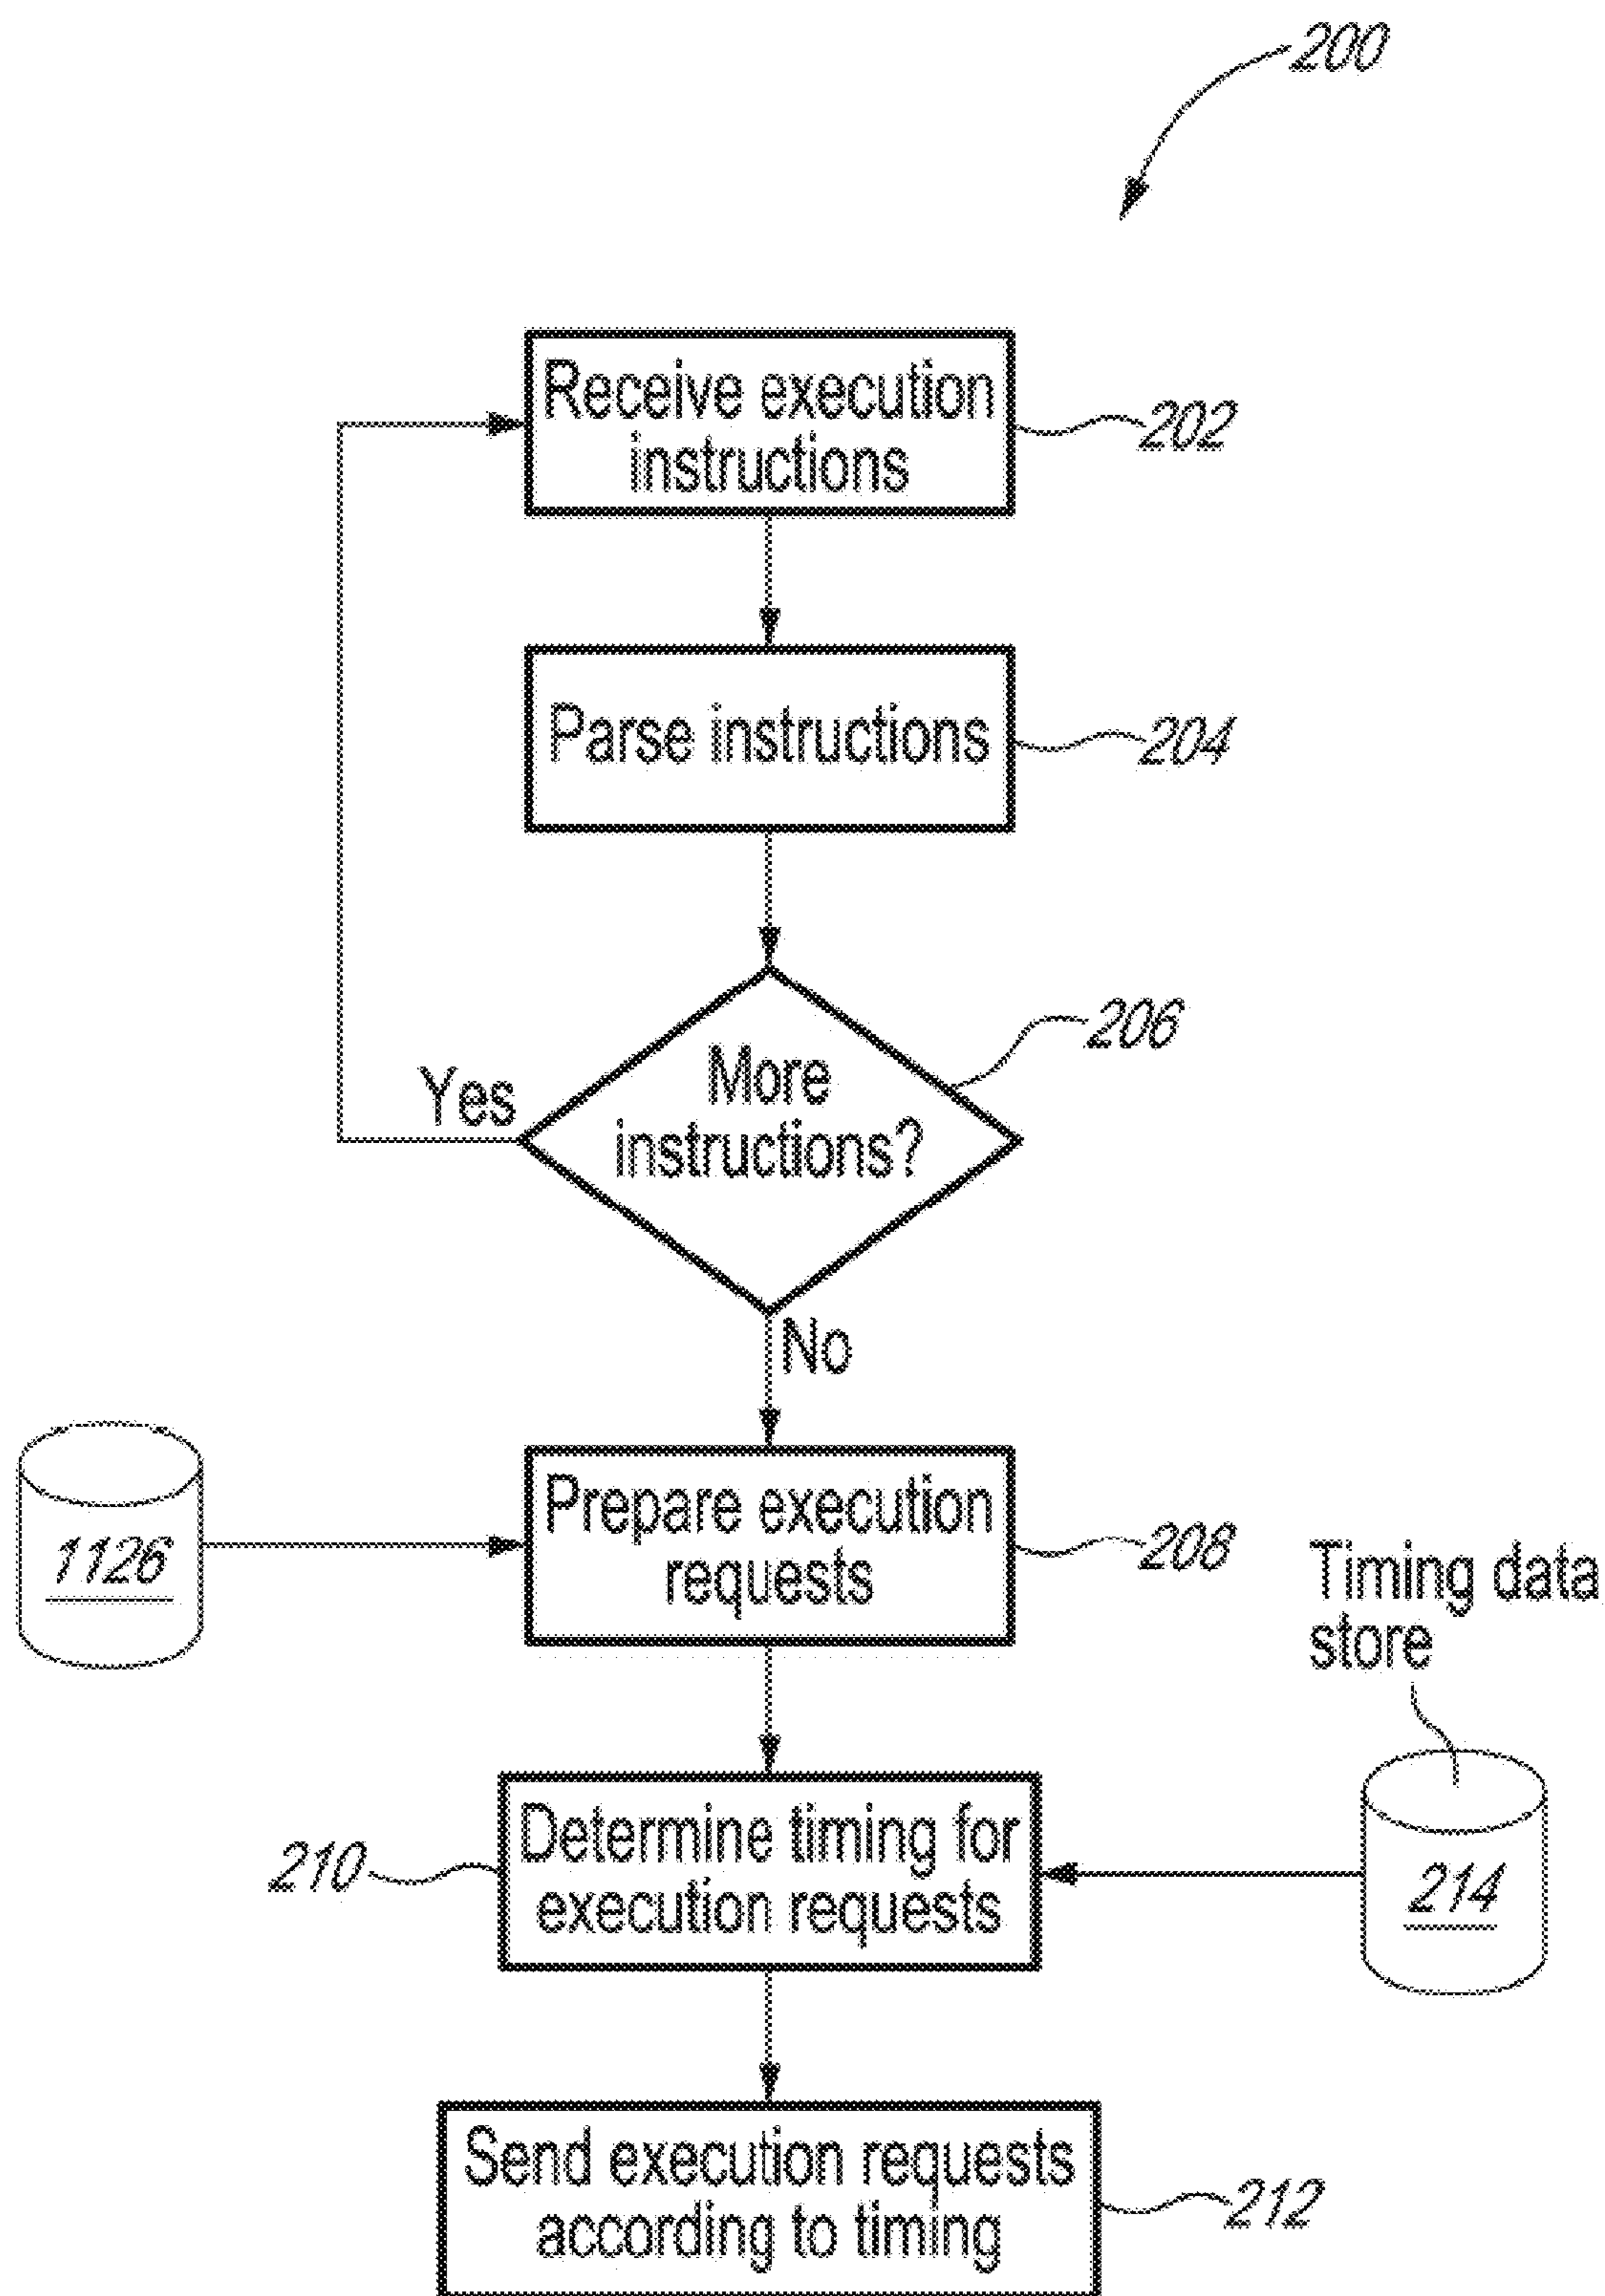 200
Receive execution
instructions
202
Parse instructions
204
206
More
instructions?
Yes
No
1126
Prepare execution
requests
208
Timing data
store
210
Determine timing for
execution requests
214
Send execution requests
according to timing
212